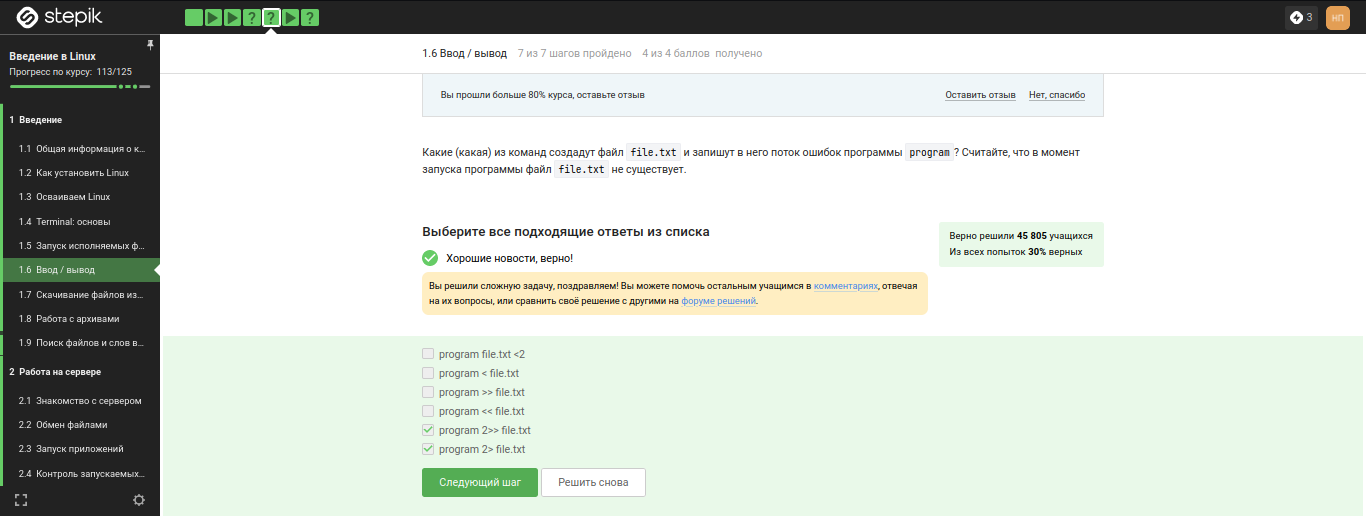 stepik
? ? ?
3
НП
Введение в Linux
Прогресс по курсу: 113/125
1 Введение
1.1 Общая информация о к...
1.2 Как установить Linux
1.3 Осваиваем Linux
1.4 Terminal: основы
1.5 Запуск исполняемых ф...
1.6 Ввод / вывод
1.7 Скачивание файлов из...
1.8 Работа с архивами
1.9 Поиск файлов и слов в...
2 Работа на сервере
2.1 Знакомство с сервером
2.2 Обмен файлами
2.3 Запуск приложений
2.4 Контроль запускаемых...
1.6 Ввод / вывод 7 из 7 шагов пройдено 4 из 4 баллов получено
Вы прошли больше 80% курса, оставьте отзыв
Оставить отзыв Нет, спасибо
Какие (какая) из команд создадут файл file.txt и запишут в него поток ошибок программы program? Считайте, что в момент
запуска программы файл file.txt не существует.
Выберите все подходящие ответы из списка
Верно решили 45 805 учащихся
Из всех попыток 30% верных
Хорошие новости, верно!
Вы решили сложную задачу, поздравляем! Вы можете помочь остальным учащимся в комментариях, отвечая
на их вопросы, или сравнить своё решение с другими на форуме решений.
program file.txt <2
program < file.txt
program >> file.txt
program << file.txt
program 2>> file.txt
program 2> file.txt
Следующий шаг
Решить снова